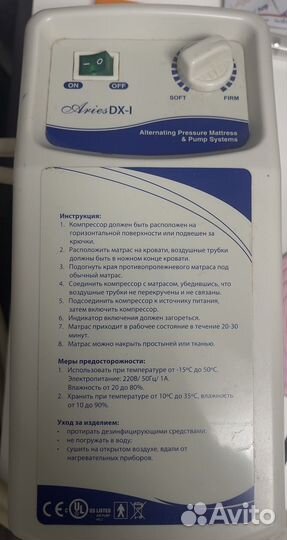 ON
OFF
SOFT
FIRM
Aries DX-I
Alternating Pressure Mattress
& Pump Systems
Инструкция:
1. Компрессор должен быть расположен на
горизонтальной поверхности или подвешен за
крючки.
2. Расположить матрас на кровати, воздушные трубки
должны быть в ножном конце кровати.
3. Подогнуть края противопролежневого матраса под
обычный матрас.
4. Соединить компрессор с матрасом, убедившись, что
воздушные трубки не перекручены и не связаны.
5. Подсоединить компрессор к источнику питания,
затем включить компрессор.
6. Индикатор включения должен загореться.
7. Матрас приходит в рабочее состояние в течение 20-30
минут.
8. Матрас можно накрыть простыней или тканью.
Меры предосторожности:
1. Использовать при температуре от -15°C до 50°C.
Электропитание: 220В/ 50Гц/ 1А.
Влажность от 20 до 80%.
2. Хранить при температуре от 10°C до 35°C, влажность
от 10 до 90%.
Уход за изделием:
- протирать дезинфицирующими средствами;
- не погружать в воду;
- сушить на открытом воздухе, вдали от
нагревательных приборов.
CE
c UL
US LISTED
Avito